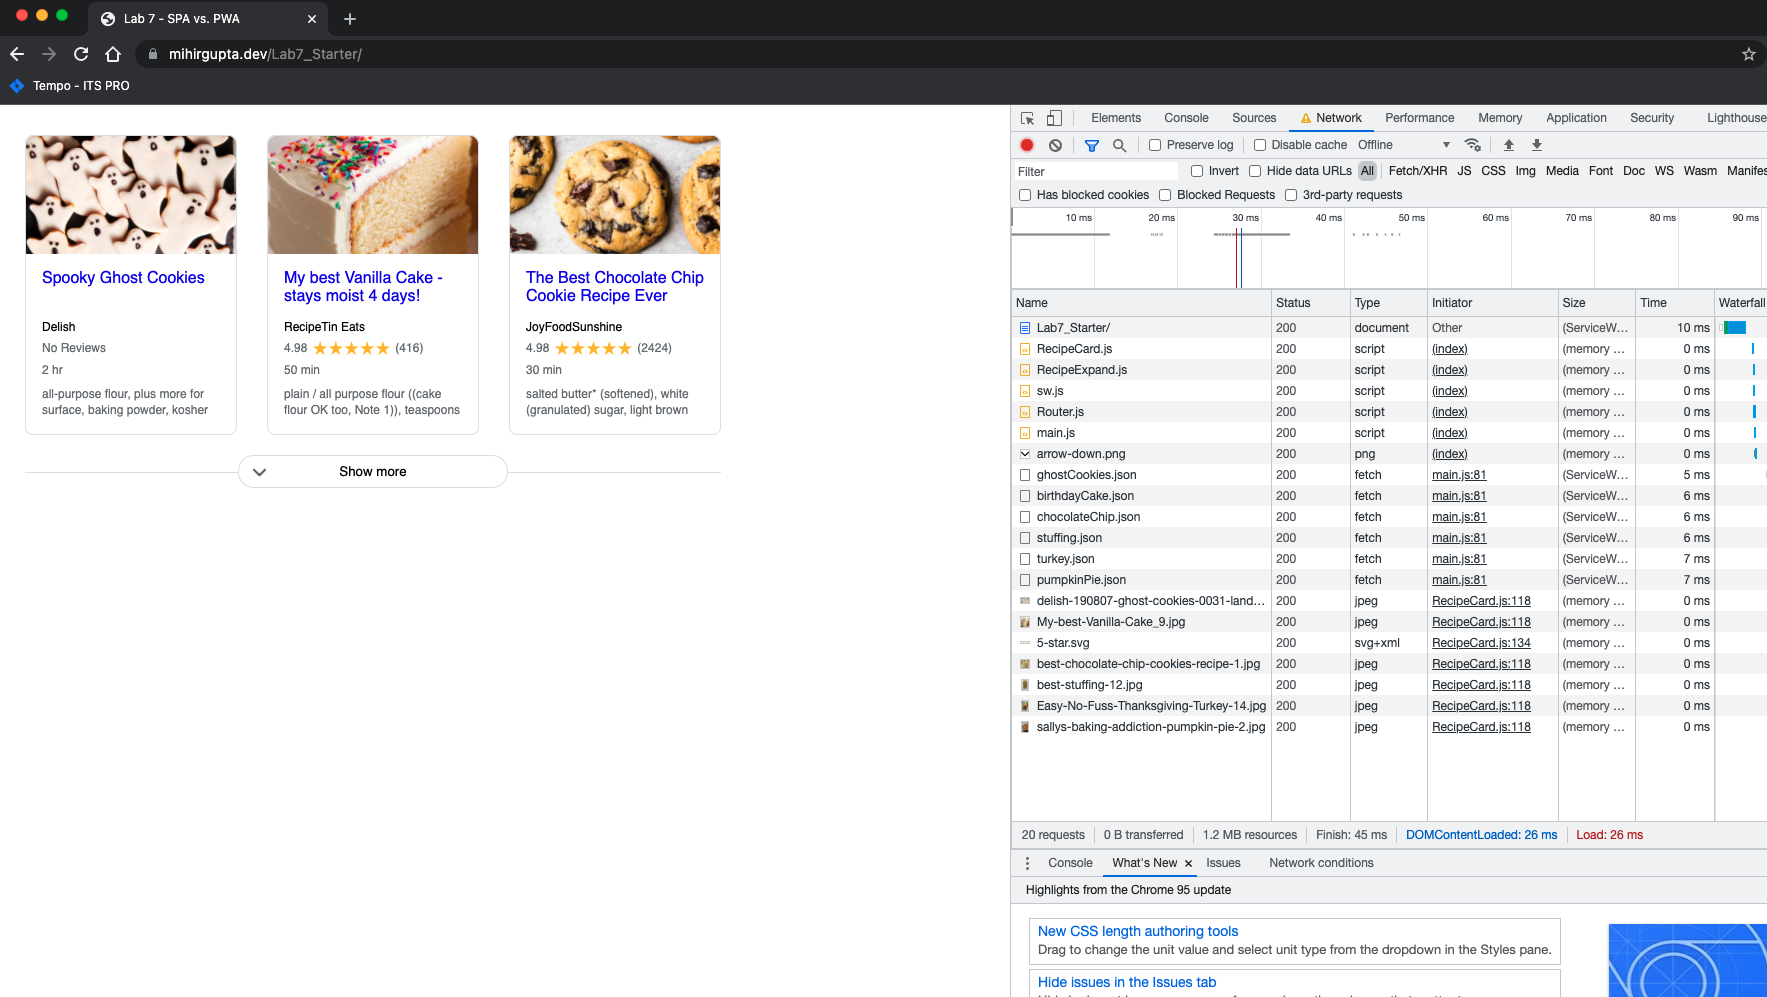 Lab 7 - SPA vs. PWA
mihirgupta.dev/Lab7_Starter/
Tempo - ITS PRO
Spooky Ghost Cookies
Delish
No Reviews
2 hr
all-purpose flour, plus more for
surface, baking powder, kosher
My best Vanilla Cake -
stays moist 4 days!
RecipeTin Eats
4.98 (416)
50 min
plain / all purpose flour ((cake
flour OK too, Note 1)), teaspoons
The Best Chocolate Chip
Cookie Recipe Ever
JoyFoodSunshine
4.98 (2424)
30 min
salted butter* (softened), white
(granulated) sugar, light brown
Show more
Elements Console Sources Network Performance Memory Application Security Lighthouse
Preserve log Disable cache Offline
Filter Invert Hide data URLs All Fetch/XHR JS CSS Img Media Font Doc WS Wasm Manifes
Has blocked cookies Blocked Requests 3rd-party requests
10 ms 20 ms 30 ms 40 ms 50 ms 60 ms 70 ms 80 ms 90 ms
Name Status Type Initiator Size Time Waterfall
Lab7_Starter/ 200 document Other (ServiceW... 10 ms
RecipeCard.js 200 script (index) (memory ... 0 ms
RecipeExpand.js 200 script (index) (memory ... 0 ms
sw.js 200 script (index) (memory ... 0 ms
Router.js 200 script (index) (memory ... 0 ms
main.js 200 script (index) (memory ... 0 ms
arrow-down.png 200 png (index) (memory ... 0 ms
ghostCookies.json 200 fetch main.js:81 (ServiceW... 5 ms
birthdayCake.json 200 fetch main.js:81 (ServiceW... 6 ms
chocolateChip.json 200 fetch main.js:81 (ServiceW... 6 ms
stuffing.json 200 fetch main.js:81 (ServiceW... 6 ms
turkey.json 200 fetch main.js:81 (ServiceW... 7 ms
pumpkinPie.json 200 fetch main.js:81 (ServiceW... 7 ms
delish-190807-ghost-cookies-0031-land... 200 jpeg RecipeCard.js:118 (memory ... 0 ms
My-best-Vanilla-Cake_9.jpg 200 jpeg RecipeCard.js:118 (memory ... 0 ms
5-star.svg 200 svg+xml RecipeCard.js:134 (memory ... 0 ms
best-chocolate-chip-cookies-recipe-1.jpg 200 jpeg RecipeCard.js:118 (memory ... 0 ms
best-stuffing-12.jpg 200 jpeg RecipeCard.js:118 (memory ... 0 ms
Easy-No-Fuss-Thanksgiving-Turkey-14.jpg 200 jpeg RecipeCard.js:118 (memory ... 0 ms
sallys-baking-addiction-pumpkin-pie-2.jpg 200 jpeg RecipeCard.js:118 (memory ... 0 ms
20 requests 0 B transferred 1.2 MB resources Finish: 45 ms DOMContentLoaded: 26 ms Load: 26 ms
Console What's New Issues Network conditions
Highlights from the Chrome 95 update
New CSS length authoring tools
Drag to change the unit value and select unit type from the dropdown in the Styles pane.
Hide issues in the Issues tab